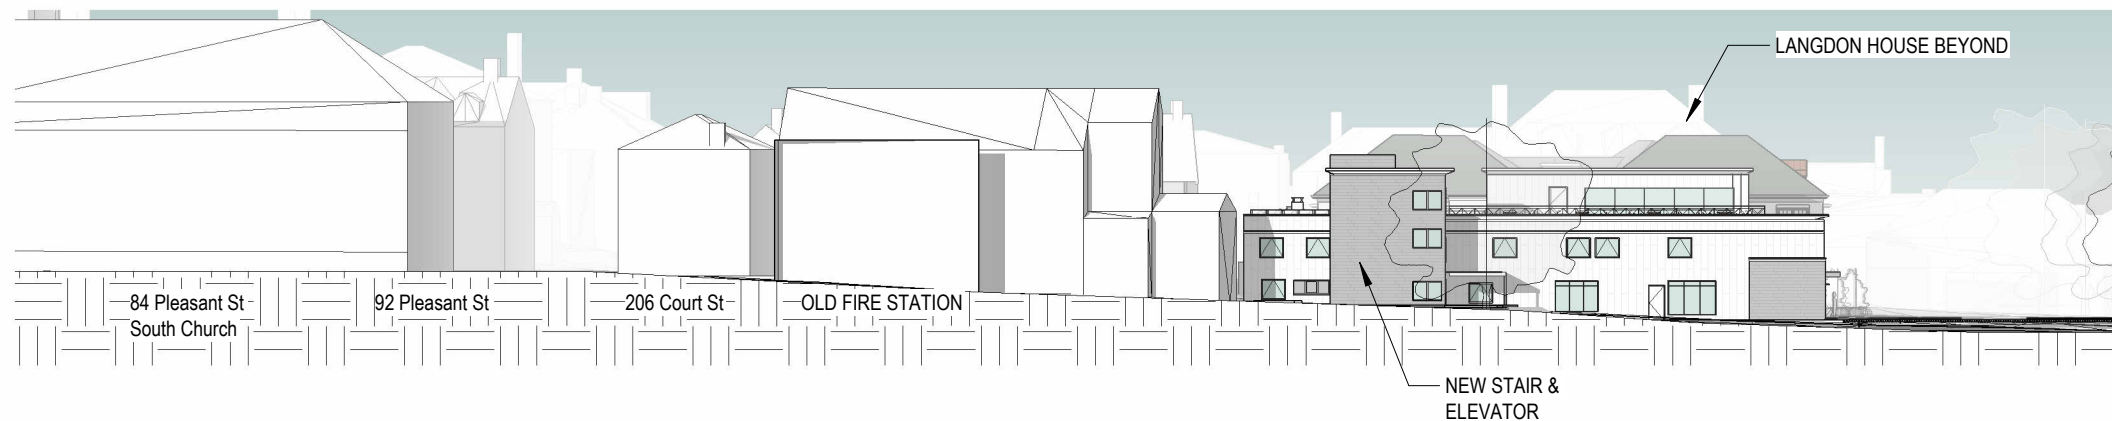 LANGDON HOUSE BEYOND
84 Pleasant St
South Church
92 Pleasant St
206 Court St
OLD FIRE STATION
NEW STAIR &
ELEVATOR